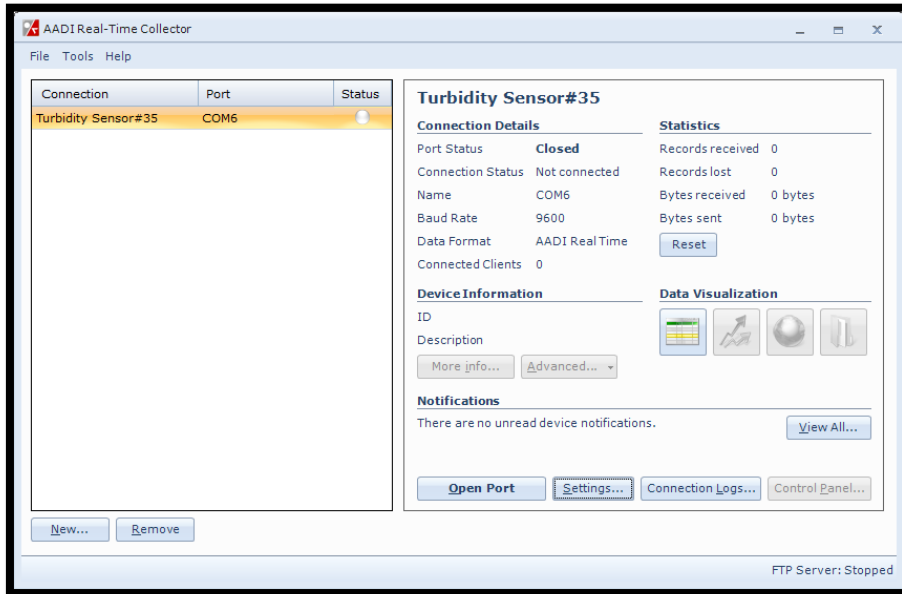 AADI Real-Time Collector
File Tools Help
Connection Port Status
Turbidity Sensor#35 COM6
New... Remove
Turbidity Sensor#35
Connection Details
Port Status Closed
Connection Status Not connected
Name COM6
Baud Rate 9600
Data Format AADI Real Time
Connected Clients 0
Statistics
Records received 0
Records lost 0
Bytes received 0 bytes
Bytes sent 0 bytes
Reset
Device Information
ID
Description
More info... Advanced...
Data Visualization
Notifications
There are no unread device notifications.
View All...
Open Port Settings... Connection Logs... Control Panel...
FTP Server: Stopped